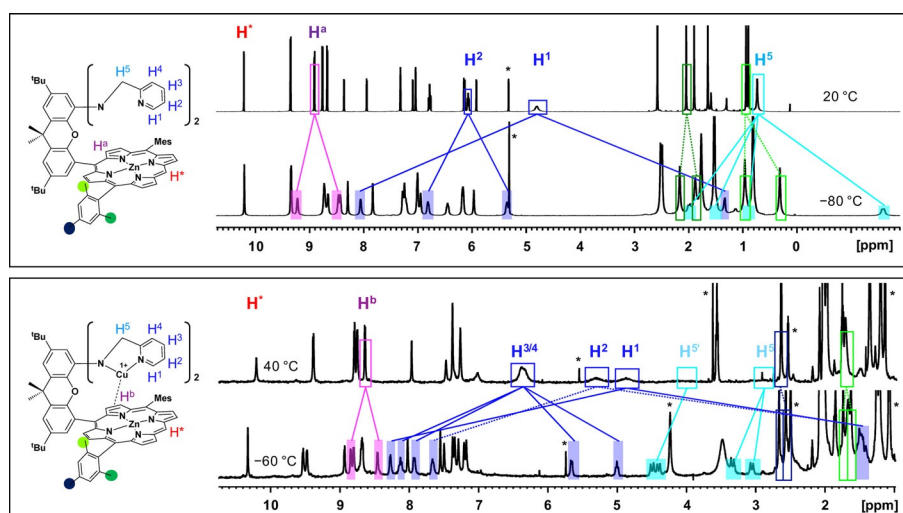 H* Hᵃ H² H¹ H⁵
ᵗBu
H⁵ H⁴
N H³
N H²
H¹ 2
O
* 20 °C
Hᵃ Mes
N N
Zn
N N
H*
ᵗBu
* −80 °C
10 9 8 7 6 5 4 3 2 1 0 [ppm]
H* Hᵇ H³ᐟ⁴ H² H¹ H⁵' H⁵
* * * *
ᵗBu
H⁵ H⁴
N N H³
Cu H²
1+ H¹ 2
O
40 °C *
Hᵇ Mes
N N
Zn
N N
H*
ᵗBu
−60 °C * * * *
10 9 8 7 6 5 4 3 2 [ppm]